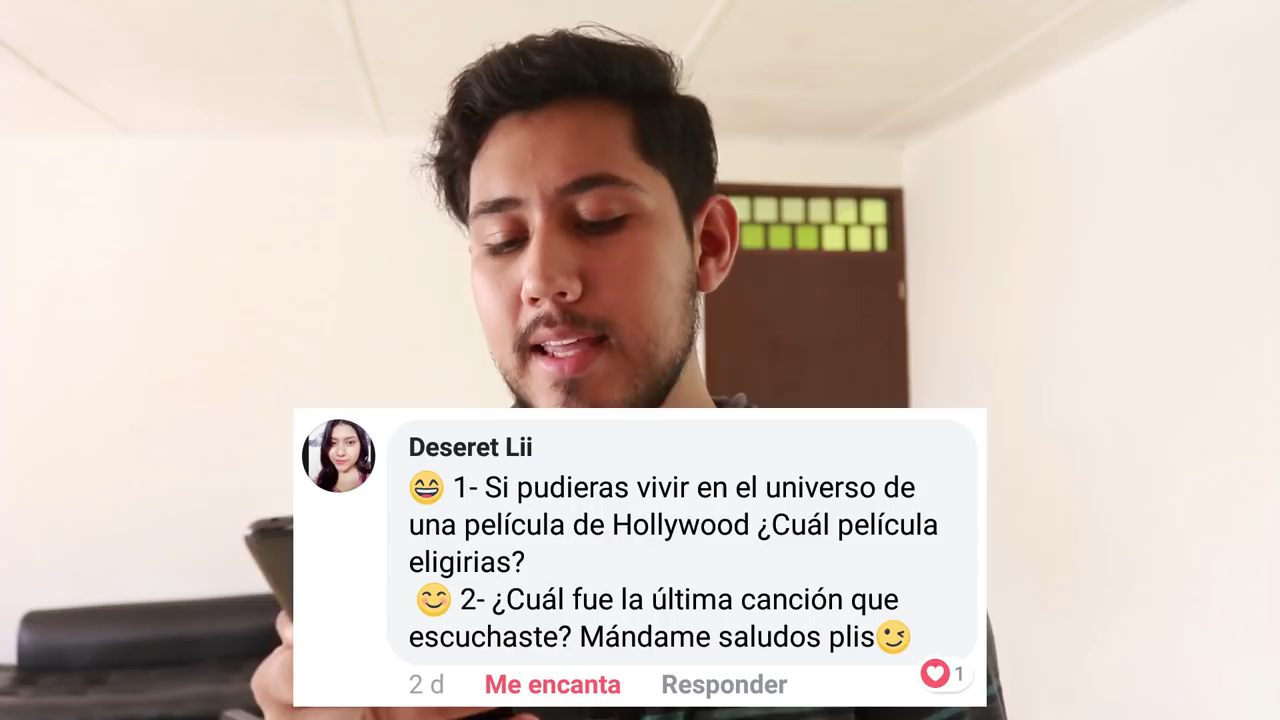 Deseret Lii
😄 1- Si pudieras vivir en el universo de
una película de Hollywood ¿Cuál película
eligirias?
😊 2- ¿Cuál fue la última canción que
escuchaste? Mándame saludos plis😉
2 d Me encanta Responder 1